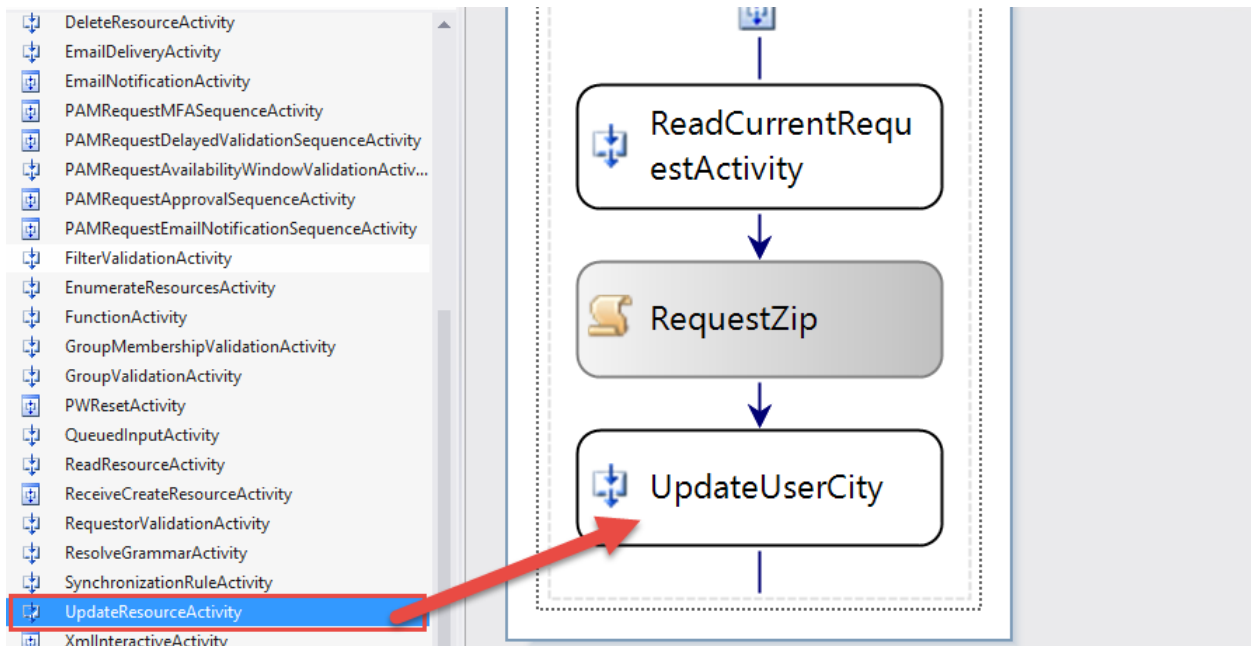 DeleteResourceActivity
EmailDeliveryActivity
EmailNotificationActivity
PAMRequestMFASequenceActivity
PAMRequestDelayedValidationSequenceActivity
PAMRequestAvailabilityWindowValidationActiv...
PAMRequestApprovalSequenceActivity
PAMRequestEmailNotificationSequenceActivity
FilterValidationActivity
EnumerateResourcesActivity
FunctionActivity
GroupMembershipValidationActivity
GroupValidationActivity
PWResetActivity
QueuedInputActivity
ReadResourceActivity
ReceiveCreateResourceActivity
RequestorValidationActivity
ResolveGrammarActivity
SynchronizationRuleActivity
UpdateResourceActivity
XmlInteractiveActivity
ReadCurrentRequ
estActivity
RequestZip
UpdateUserCity